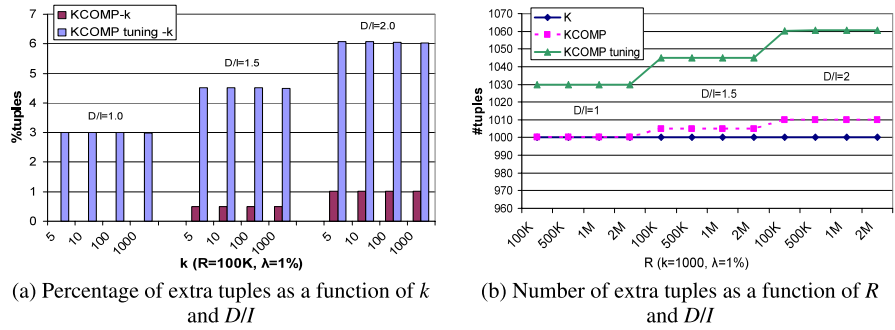 KCOMP-k
KCOMP tuning -k
%tuples
7
6
5
4
3
2
1
0
D/I=1.0
D/I=1.5
D/I=2.0
5 10 100 1000 5 10 100 1000 5 10 100 1000
k (R=100K, λ=1%)
(a) Percentage of extra tuples as a function of k
and D/I
K
KCOMP
KCOMP tuning
#tuples
1070
1060
1050
1040
1030
1020
1010
1000
990
980
970
960
D/I=1
D/I=1.5
D/I=2
100K 500K 1M 2M 100K 500K 1M 2M 100K 500K 1M 2M
R (k=1000, λ=1%)
(b) Number of extra tuples as a function of R
and D/I